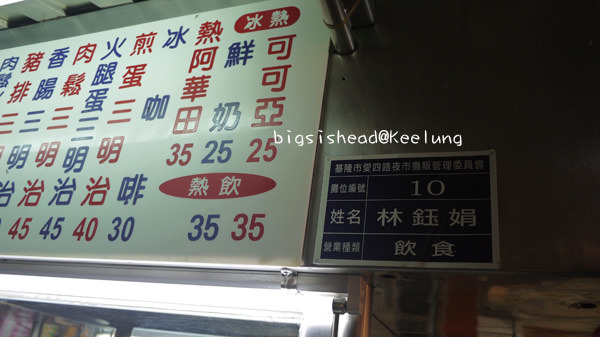 冰熱
可可亞
25
鮮奶
25
熱阿華田
35
熱飲
35
35
冰咖啡
30
煎蛋三明治
40
火腿蛋三明治
45
肉鬆三明治
45
香腸三明治
豬排三
肉
bigsishead@Keelung
基隆市愛四路夜市攤販管理委員會
攤位編號 10
姓名 林鈺娟
營業種類 飲食